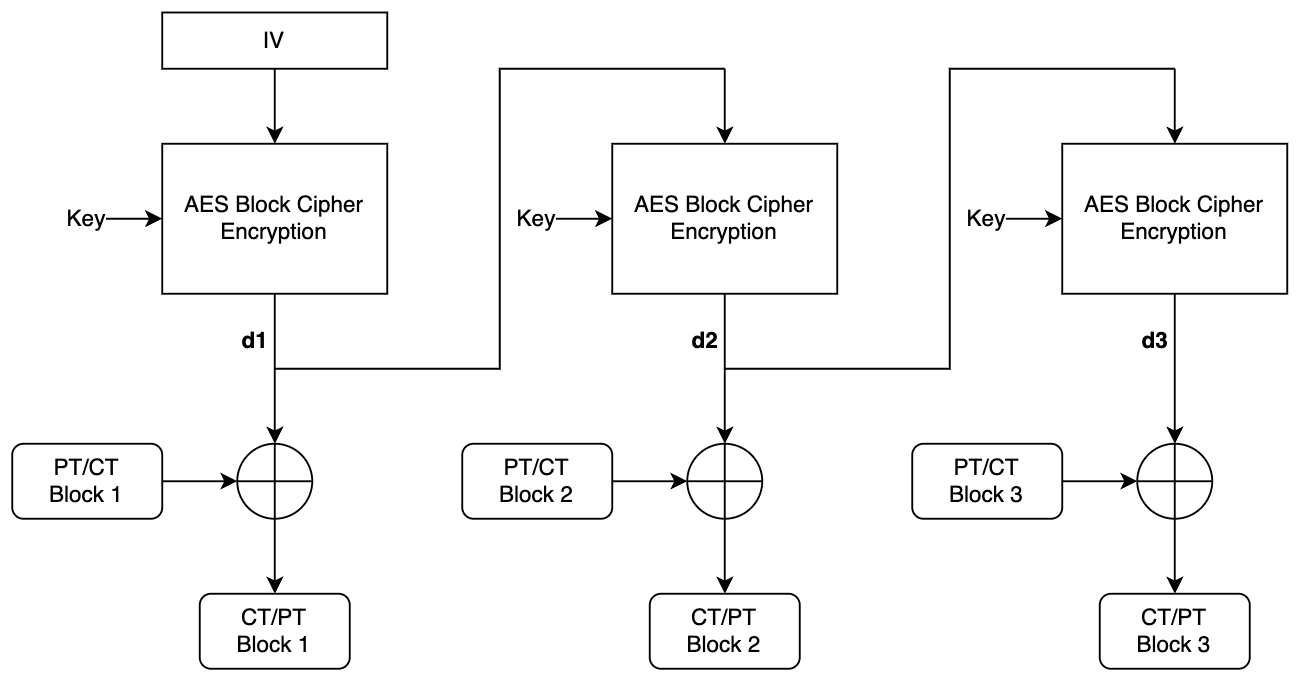 IV
Key
AES Block Cipher
Encryption
Key
AES Block Cipher
Encryption
Key
AES Block Cipher
Encryption
d1
d2
d3
PT/CT
Block 1
PT/CT
Block 2
PT/CT
Block 3
CT/PT
Block 1
CT/PT
Block 2
CT/PT
Block 3